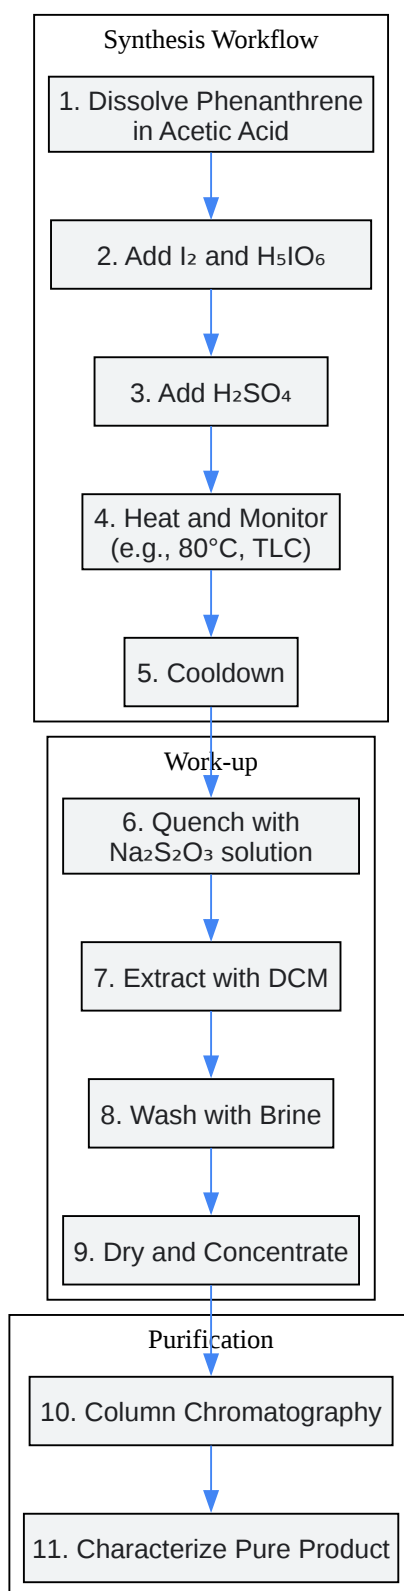 Synthesis Workflow
1. Dissolve Phenanthrene
in Acetic Acid
2. Add I₂ and H₅IO₆
3. Add H₂SO₄
4. Heat and Monitor
(e.g., 80°C, TLC)
5. Cooldown
Work-up
6. Quench with
Na₂S₂O₃ solution
7. Extract with DCM
8. Wash with Brine
9. Dry and Concentrate
Purification
10. Column Chromatography
11. Characterize Pure Product